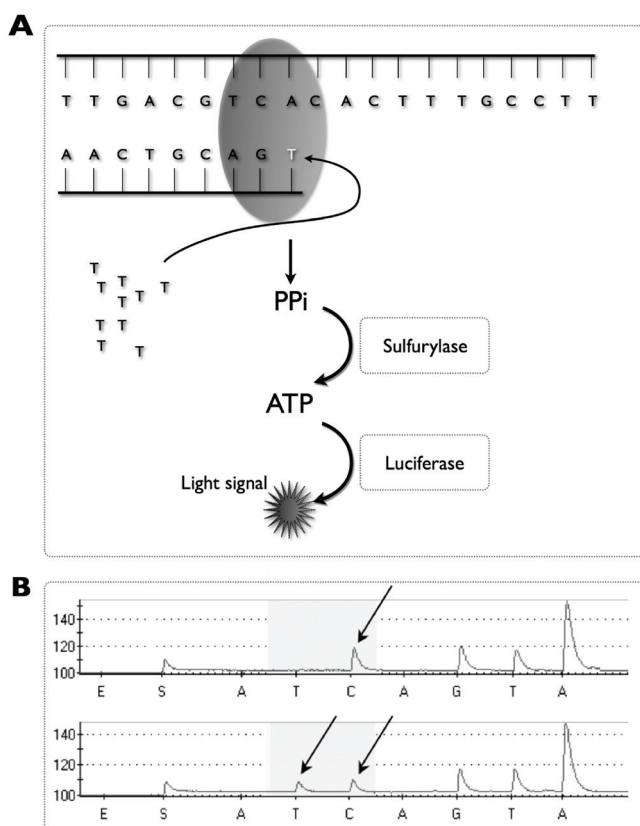 A
T T G A C G T C A C A C T T T G C C T T
A A C T G C A G T
T
T
T
T
T
T
T
T T
T
T
PPi
Sulfurylase
ATP
Luciferase
Light signal
B
140
120
100
E S A T C A G T A
140
120
100
E S A T C A G T A